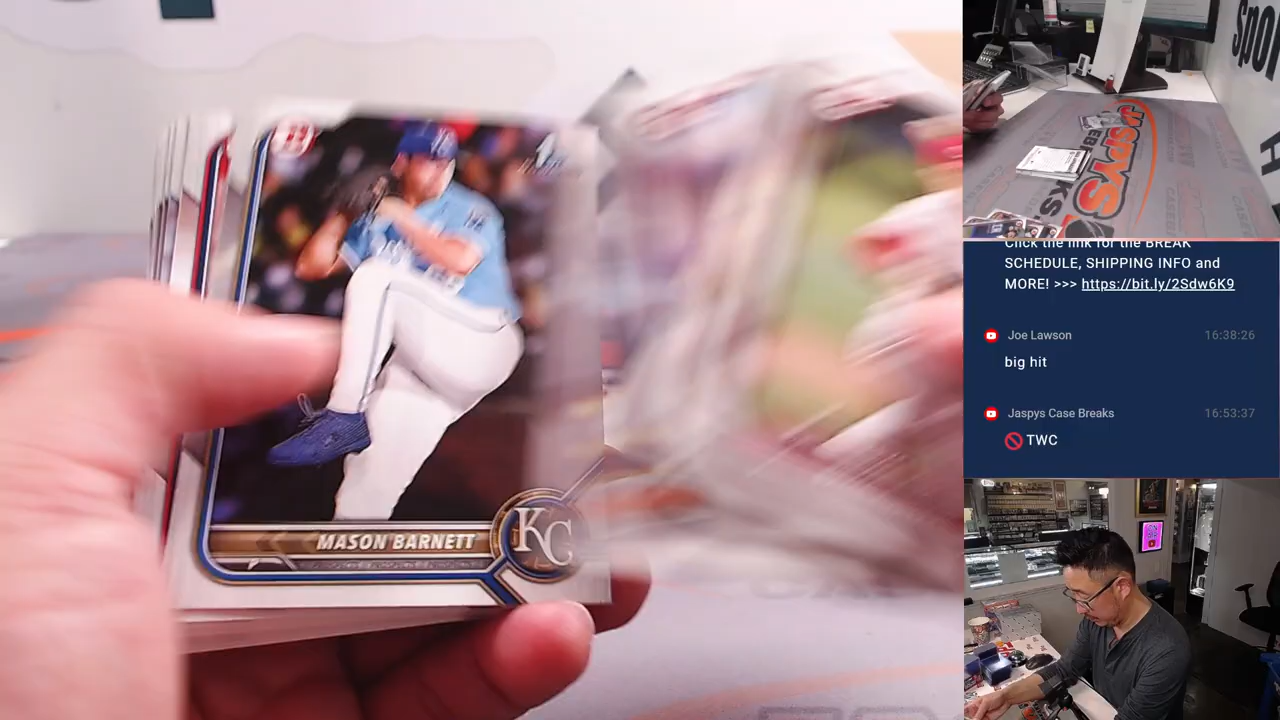 MASON BARNETT
KC
JASPYS
Click the link for the BREAK
SCHEDULE, SHIPPING INFO and
MORE! >>> https://bit.ly/2Sdw6K9
Joe Lawson 16:38:26
big hit
Jaspys Case Breaks 16:53:37
🚫 TWC